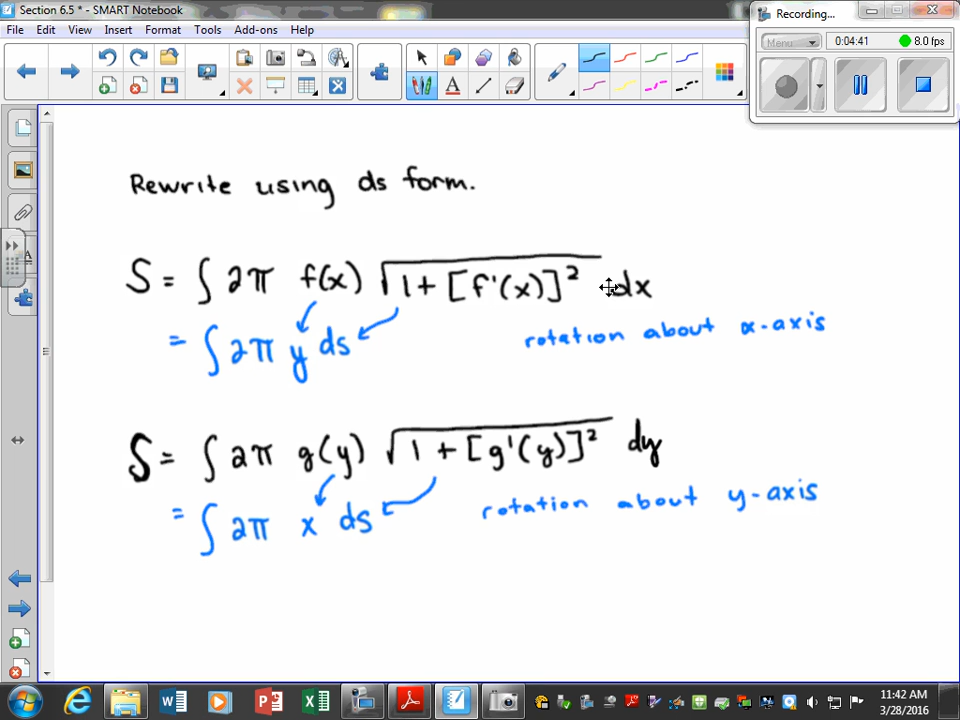 Section 6.5 * - SMART Notebook
Recording...
File Edit View Insert Format Tools Add-ons Help
Menu 0:04:41 8.0 fps
Rewrite using ds form.
S = ∫ 2π f(x) √(1 + [f'(x)]²) dx
= ∫ 2π y ds rotation about x-axis
S = ∫ 2π g(y) √(1 + [g'(y)]²) dy
= ∫ 2π x ds rotation about y-axis
11:42 AM
3/28/2016